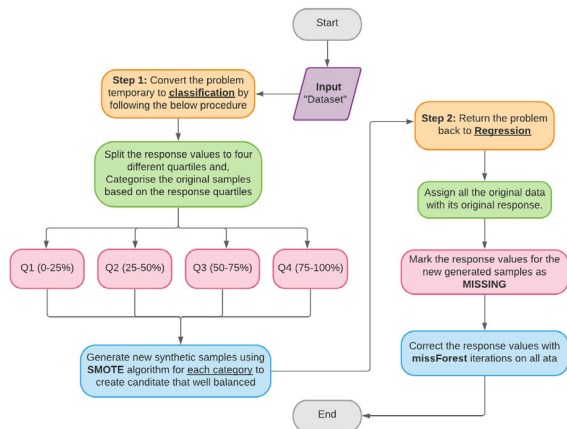 Start
Input
"Dataset"
Step 1: Convert the problem
temporary to classification by
following the below procedure
Split the response values to four
different quartiles and,
Categorise the original samples
based on the response quartiles
Q1 (0-25%)
Q2 (25-50%)
Q3 (50-75%)
Q4 (75-100%)
Generate new synthetic samples using
SMOTE algorithm for each category to
create canditate that well balanced
Step 2: Return the problem
back to Regression
Assign all the original data
with its original response.
Mark the response values for the
new generated samples as
MISSING
Correct the response values with
missForest iterations on all ata
End